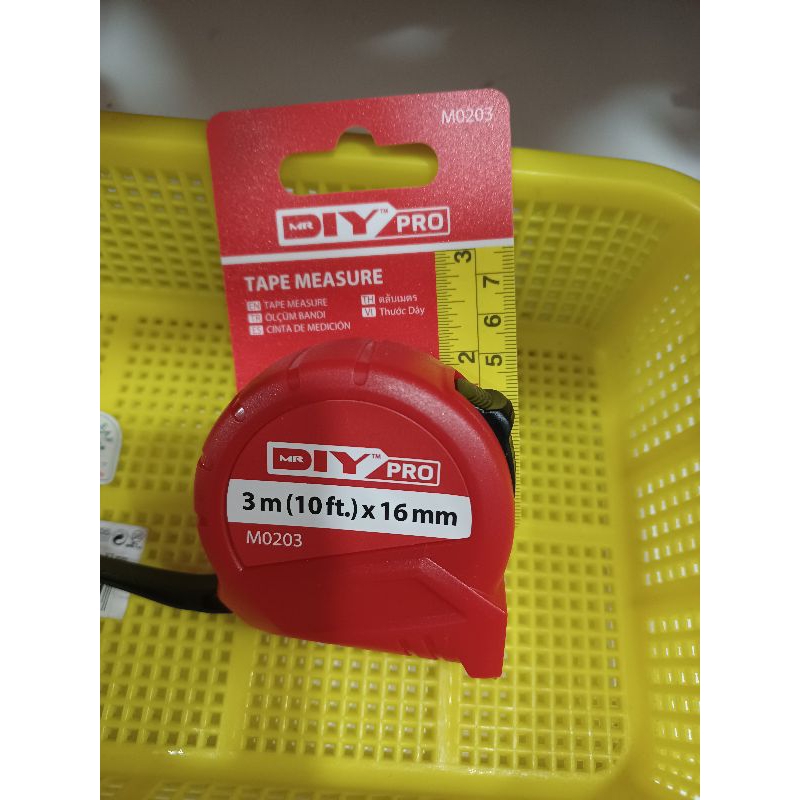 M0203
MR DIY™ PRO
TAPE MEASURE
EN TAPE MEASURE
TR ÖLÇÜM BANDI
ES CINTA DE MEDICIÓN
TH ตลับเมตร
VI Thước Dây
3
7
6
2
5
MR DIY™ PRO
3 m (10 ft.) x 16 mm
M0203